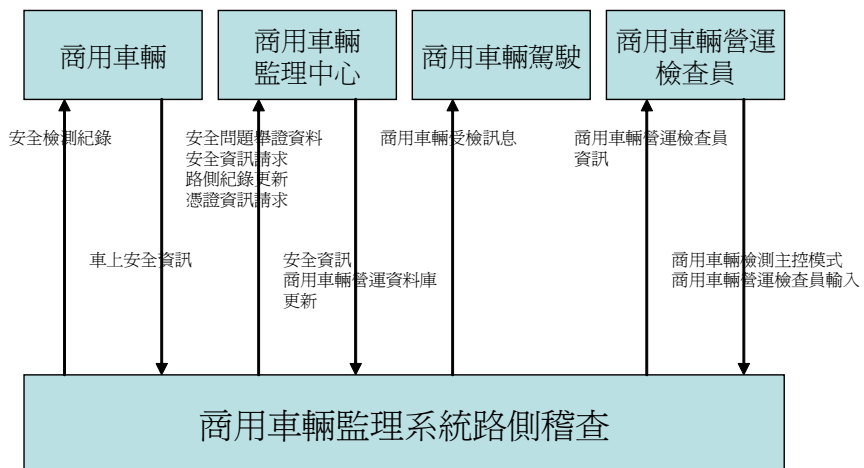 商用車輛
商用車輛
監理中心
商用車輛駕駛
商用車輛營運
檢查員
安全檢測紀錄
安全問題舉證資料
安全資訊請求
路側紀錄更新
憑證資訊請求
商用車輛受檢訊息
商用車輛營運檢查員
資訊
車上安全資訊
安全資訊
商用車輛營運資料庫
更新
商用車輛檢測主控模式
商用車輛營運檢查員輸入
商用車輛監理系統路側稽查